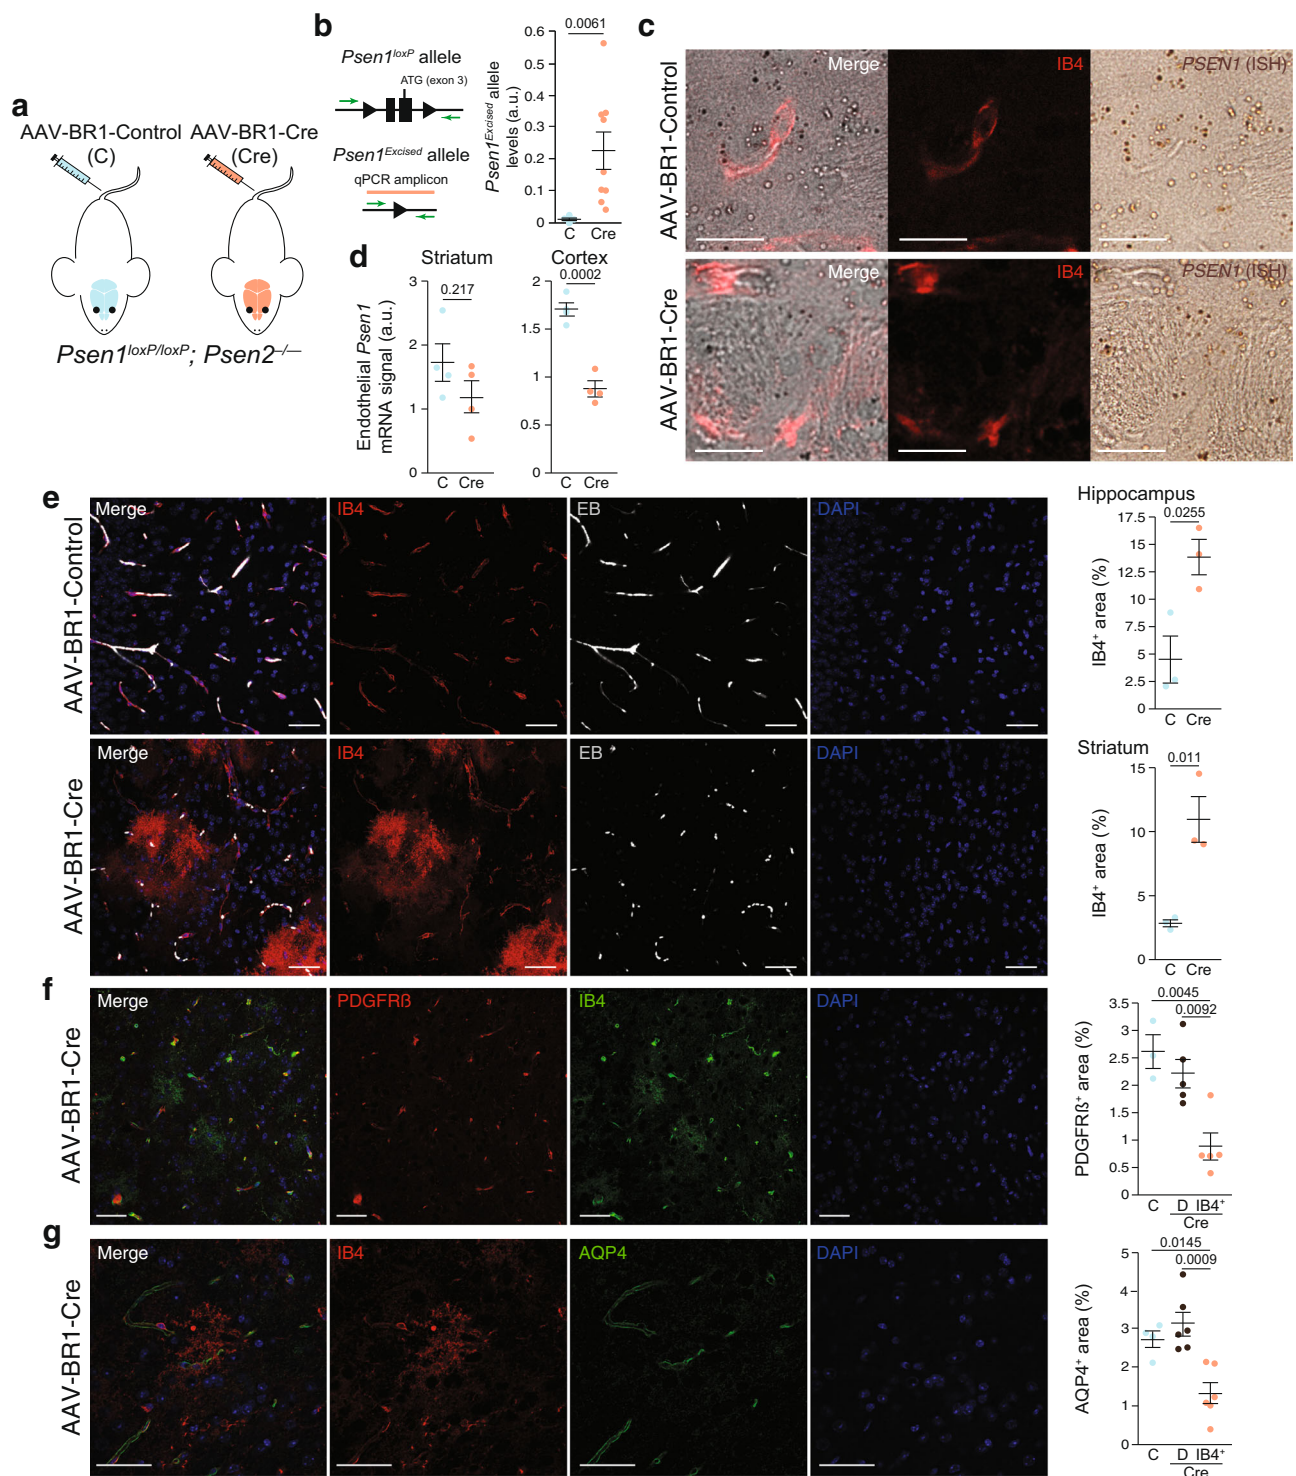 a
AAV-BR1-Control
(C)
AAV-BR1-Cre
(Cre)
Psen1loxP/loxP; Psen2–/–
b
Psen1loxP allele
ATG (exon 3)
Psen1Excised allele
qPCR amplicon
Psen1Excised allele
levels (a.u.)
0.0061
0.6
0.5
0.4
0.3
0.2
0.1
0
C Cre
c
AAV-BR1-Control
Merge
IB4
PSEN1 (ISH)
AAV-BR1-Cre
Merge
IB4
PSEN1 (ISH)
d
Endothelial Psen1
mRNA signal (a.u.)
Striatum
0.217
3
2
1
0
C Cre
Cortex
0.0002
2
1.5
1
0.5
0
C Cre
e
AAV-BR1-Control
Merge
IB4
EB
DAPI
AAV-BR1-Cre
Merge
IB4
EB
DAPI
Hippocampus
IB4+ area (%)
0.0255
17.5
15
12.5
10
7.5
5
2.5
0
C Cre
Striatum
IB4+ area (%)
0.011
15
10
5
0
C Cre
f
AAV-BR1-Cre
Merge
PDGFRß
IB4
DAPI
PDGFRß+ area (%)
0.0045
0.0092
3.5
3
2.5
2
1.5
1
0.5
0
C D IB4+
Cre
g
AAV-BR1-Cre
Merge
IB4
AQP4
DAPI
AQP4+ area (%)
0.0145
0.0009
5
4
3
2
1
0
C D IB4+
Cre